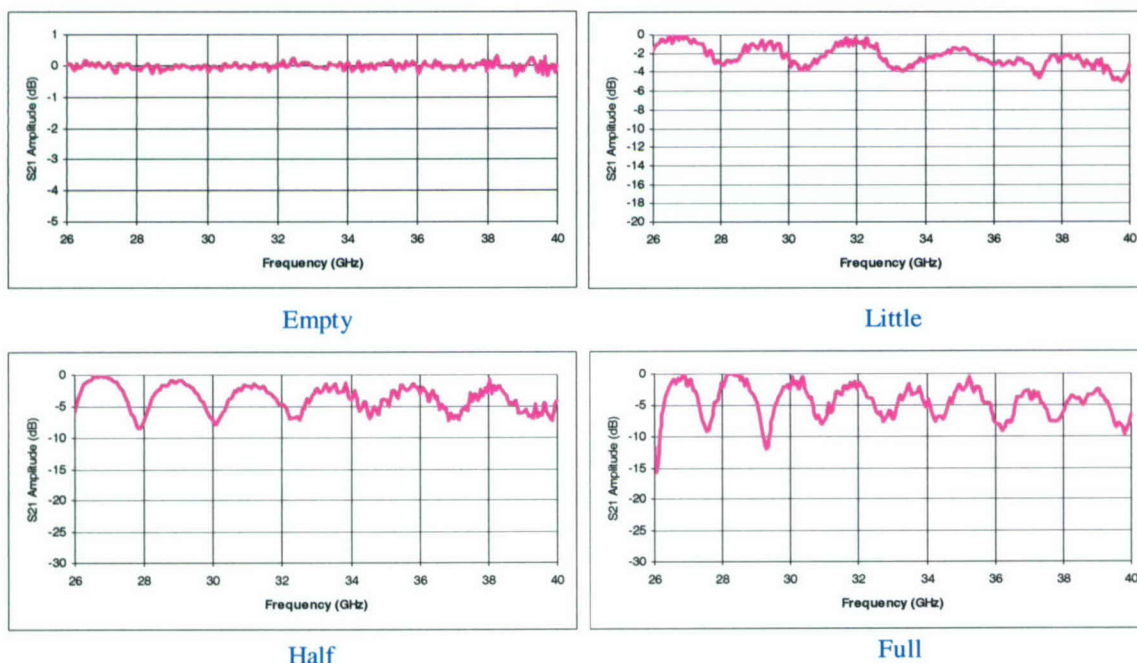 1
0
-1
-2
-3
-4
-5
S21 Amplitude (dB)
26 28 30 32 34 36 38 40
Frequency (GHz)
Empty
0
-2
-4
-6
-8
-10
-12
-14
-16
-18
-20
S21 Amplitude (dB)
26 28 30 32 34 36 38 40
Frequency (GHz)
Little
0
-5
-10
-15
-20
-25
-30
S21 Amplitude (dB)
26 28 30 32 34 36 38 40
Frequency (GHz)
Half
0
-5
-10
-15
-20
-25
-30
S21 Amplitude (dB)
26 28 30 32 34 36 38 40
Frequency (GHz)
Full